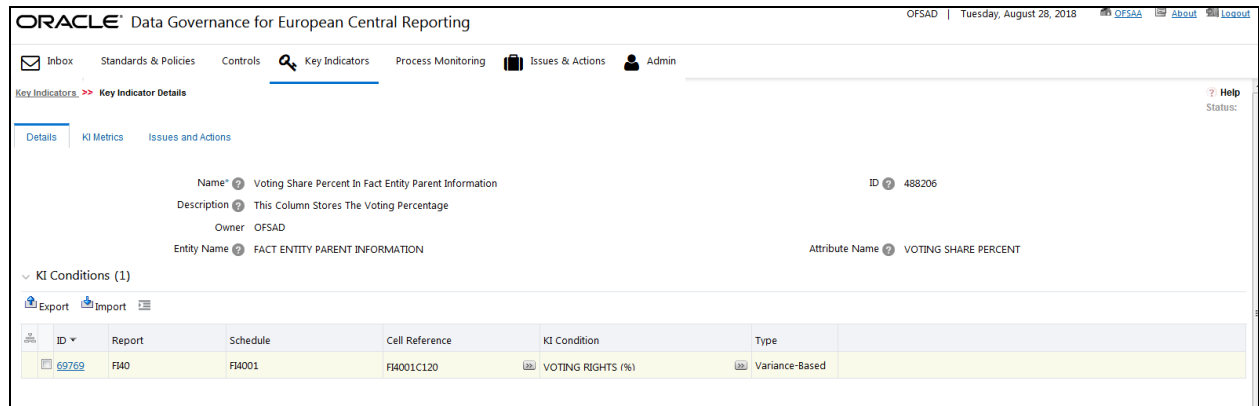 ORACLE® Data Governance for European Central Reporting
OFSAD | Tuesday, August 28, 2018 OFSAA About Logout
Inbox Standards & Policies Controls Key Indicators Process Monitoring Issues & Actions Admin
Key Indicators >> Key Indicator Details
? Help
Status:
Details KI Metrics Issues and Actions
Name* ? Voting Share Percent In Fact Entity Parent Information ID ? 488206
Description ? This Column Stores The Voting Percentage
Owner OFSAD
Entity Name ? FACT ENTITY PARENT INFORMATION Attribute Name ? VOTING SHARE PERCENT
KI Conditions (1)
Export Import
ID Report Schedule Cell Reference KI Condition Type
69769 FI40 FI4001 FI4001C120 VOTING RIGHTS (%) Variance-Based